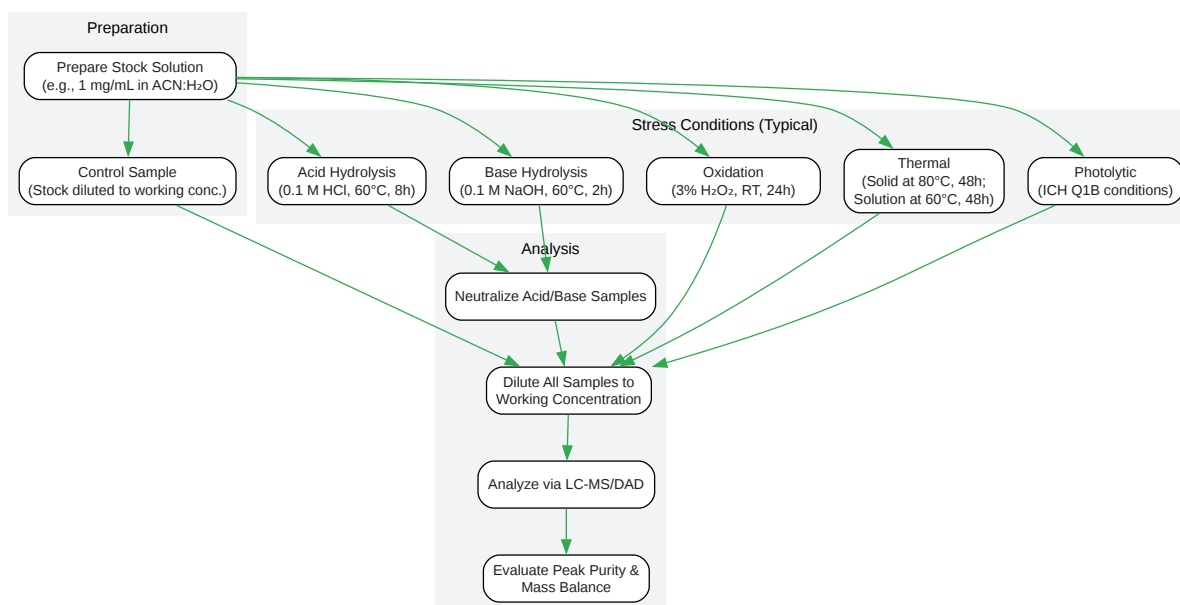 Preparation
Prepare Stock Solution
(e.g., 1 mg/mL in ACN:H₂O)
Stress Conditions (Typical)
Control Sample
(Stock diluted to working conc.)
Acid Hydrolysis
(0.1 M HCl, 60°C, 8h)
Base Hydrolysis
(0.1 M NaOH, 60°C, 2h)
Oxidation
(3% H₂O₂, RT, 24h)
Thermal
(Solid at 80°C, 48h;
Solution at 60°C, 48h)
Photolytic
(ICH Q1B conditions)
Analysis
Neutralize Acid/Base Samples
Dilute All Samples to
Working Concentration
Analyze via LC-MS/DAD
Evaluate Peak Purity &
Mass Balance